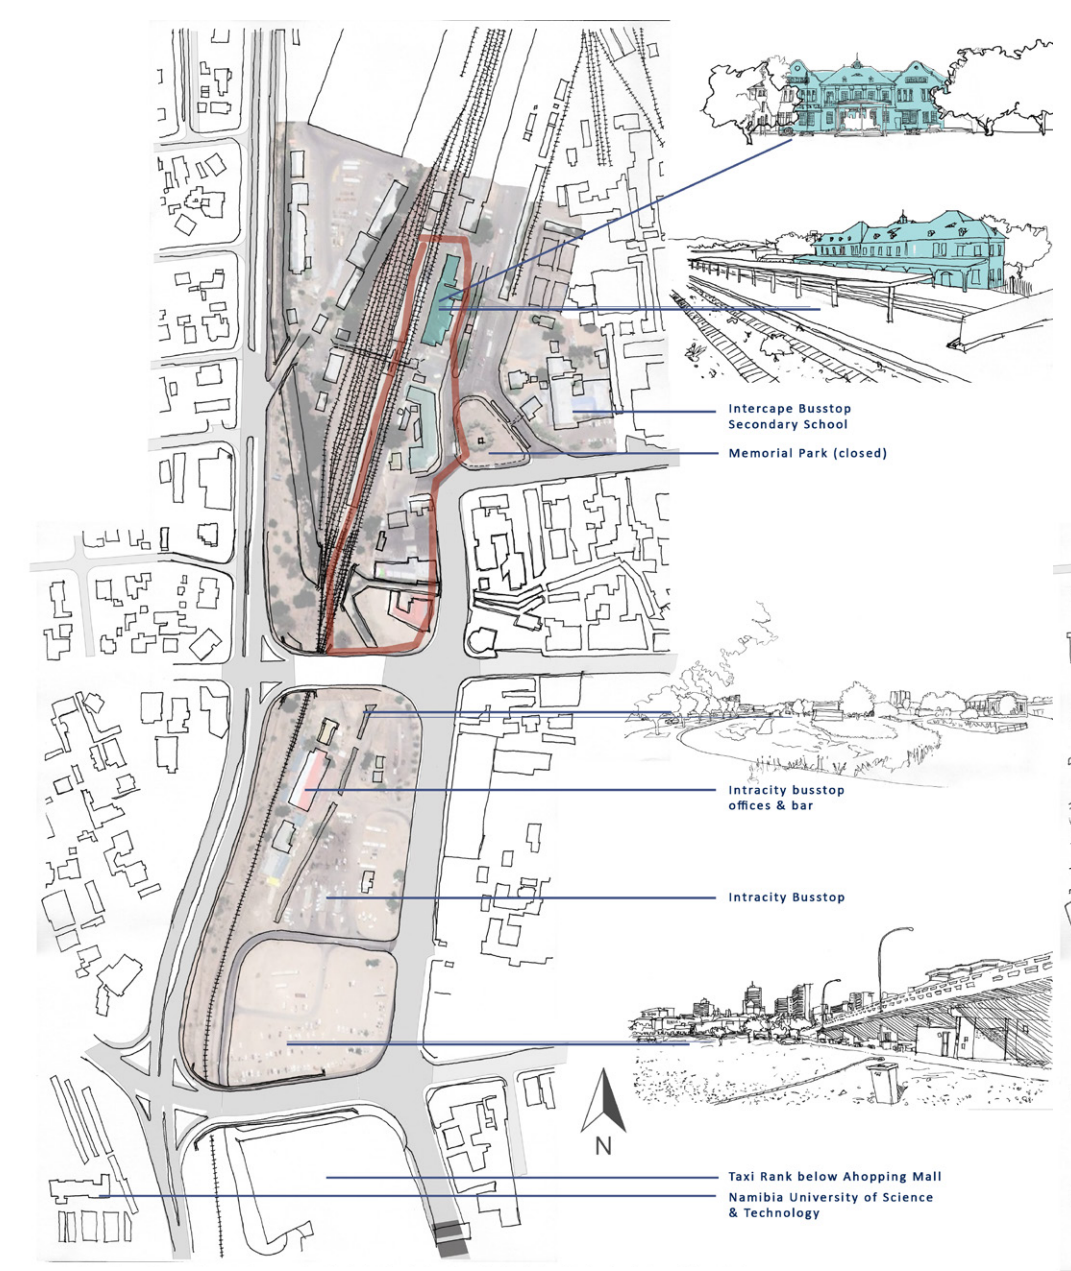 Intercape Busstop
Secondary School
Memorial Park (closed)
Intracity busstop
offices & bar
Intracity Busstop
N
Taxi Rank below Ahopping Mall
Namibia University of Science
& Technology